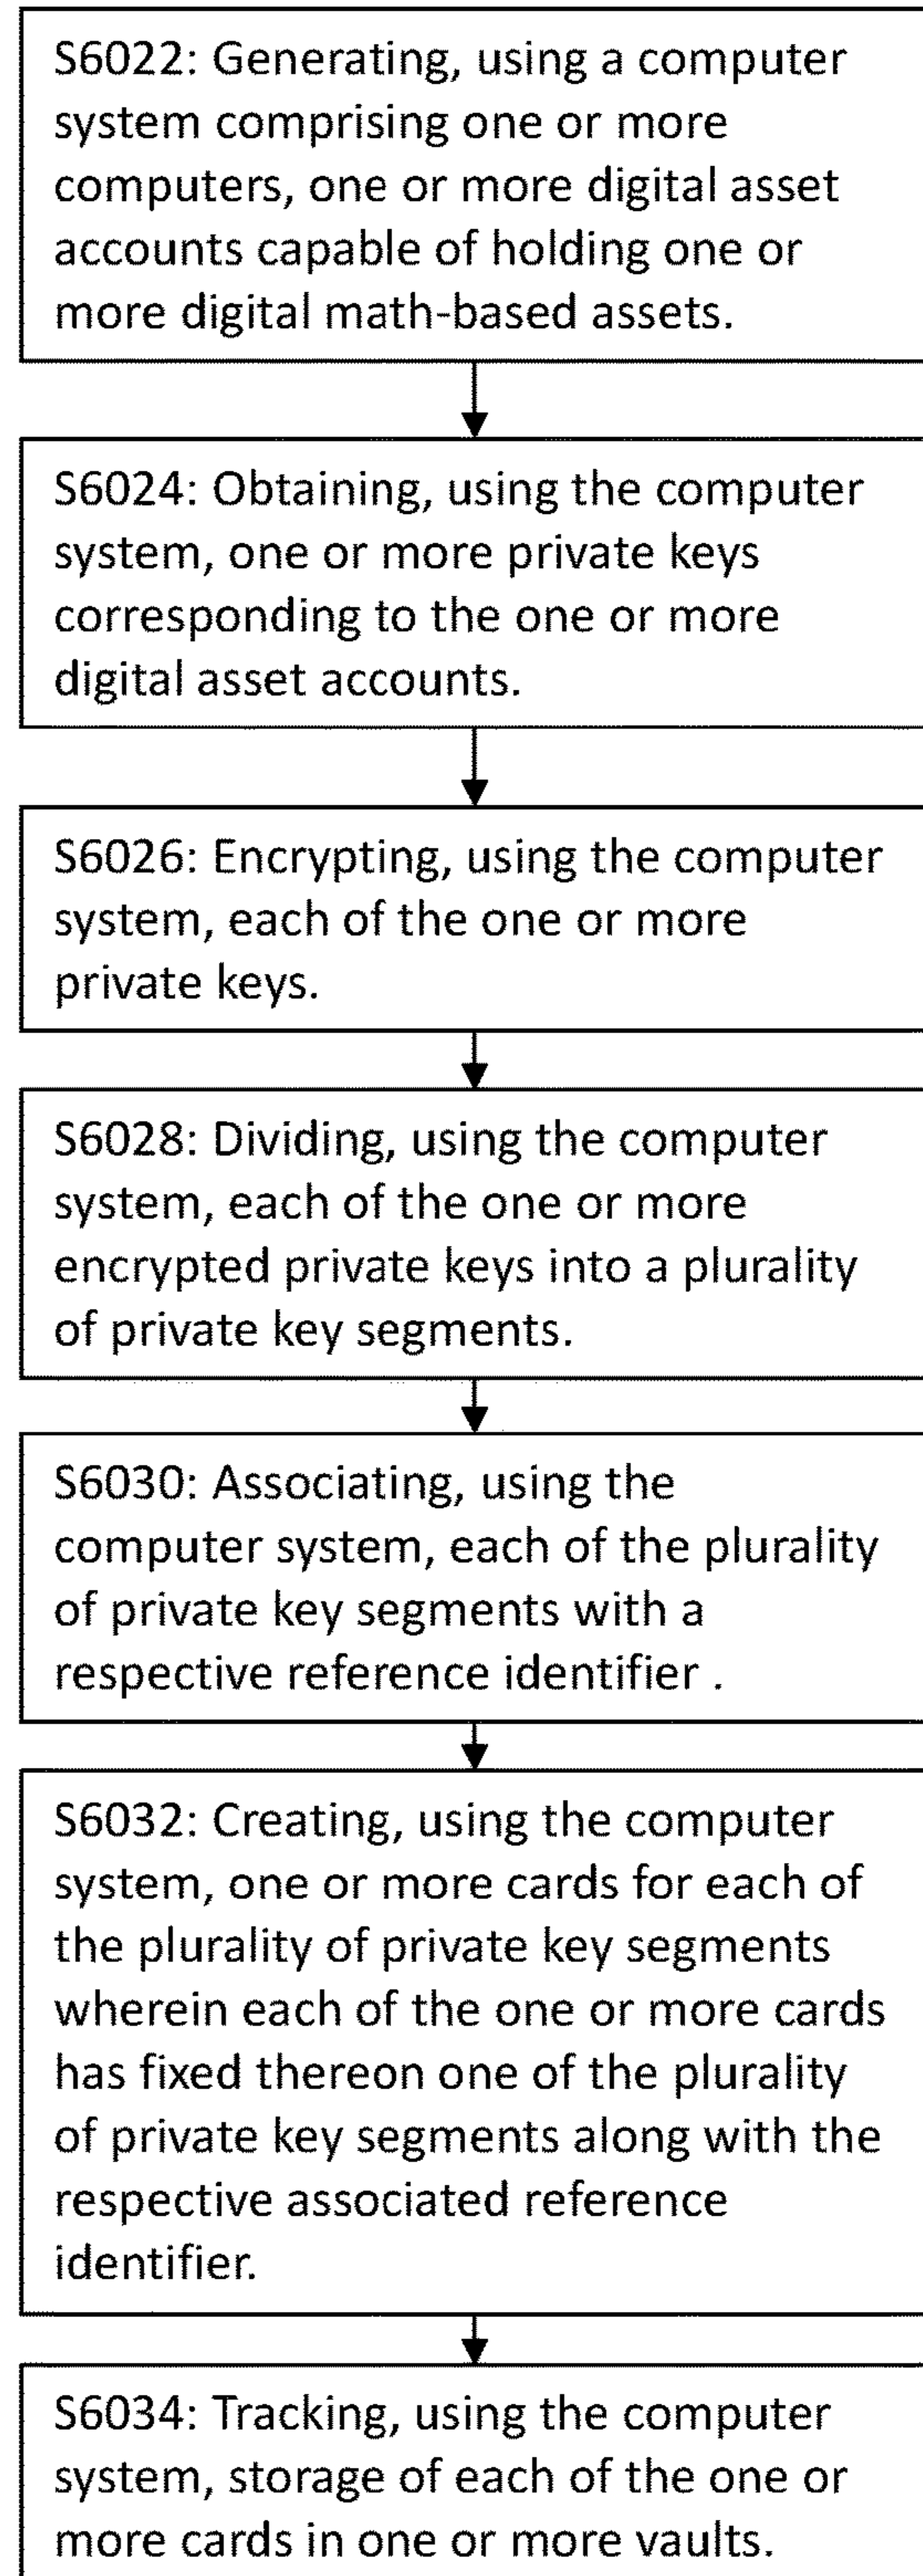 S6022: Generating, using a computer
system comprising one or more
computers, one or more digital asset
accounts capable of holding one or
more digital math-based assets.
S6024: Obtaining, using the computer
system, one or more private keys
corresponding to the one or more
digital asset accounts.
S6026: Encrypting, using the computer
system, each of the one or more
private keys.
S6028: Dividing, using the computer
system, each of the one or more
encrypted private keys into a plurality
of private key segments.
S6030: Associating, using the
computer system, each of the plurality
of private key segments with a
respective reference identifier .
S6032: Creating, using the computer
system, one or more cards for each of
the plurality of private key segments
wherein each of the one or more cards
has fixed thereon one of the plurality
of private key segments along with the
respective associated reference
identifier.
S6034: Tracking, using the computer
system, storage of each of the one or
more cards in one or more vaults.